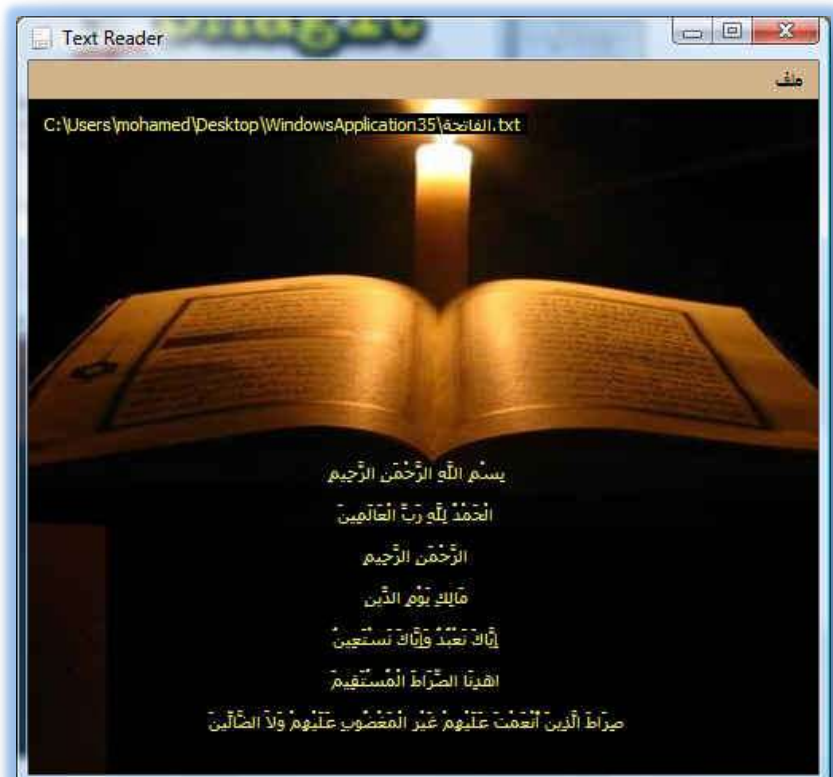 Text Reader
ملف
C:\Users\mohamed\Desktop\WindowsApplication35\الفاتحة.txt
بِسْمِ اللَّهِ الرَّحْمَنِ الرَّحِيمِ
الْحَمْدُ لِلَّهِ رَبِّ الْعَالَمِينَ
الرَّحْمَنِ الرَّحِيمِ
مَالِكِ يَوْمِ الدِّينِ
إِيَّاكَ نَعْبُدُ وَإِيَّاكَ نَسْتَعِينُ
اهْدِنَا الصِّرَاطَ الْمُسْتَقِيمَ
صِرَاطَ الَّذِينَ أَنْعَمْتَ عَلَيْهِمْ غَيْرِ الْمَغْضُوبِ عَلَيْهِمْ وَلَا الضَّالِّينَ